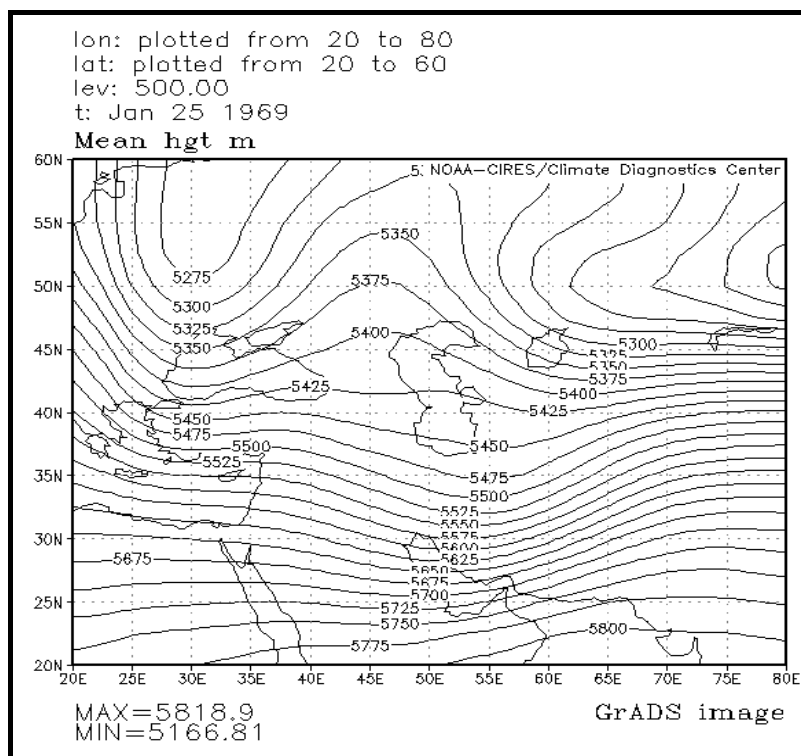 lon: plotted from 20 to 80
lat: plotted from 20 to 60
lev: 500.00
t: Jan 25 1969
Mean hgt m
60N
NOAA-CIRES/Climate Diagnostics Center
55N
5350
5275
5375
50N
5300
5325
5400
5350
5300
45N
5325
5350
5375
5425
5400
5425
40N
5450
5475
5450
5500
5475
35N
5525
5500
5525
5550
5575
30N
5600
5675
5625
5650
5675
5700
25N
5725
5750
5800
5775
20N
20E 25E 30E 35E 40E 45E 50E 55E 60E 65E 70E 75E 80E
MAX=5818.9
GrADS image
MIN=5166.81